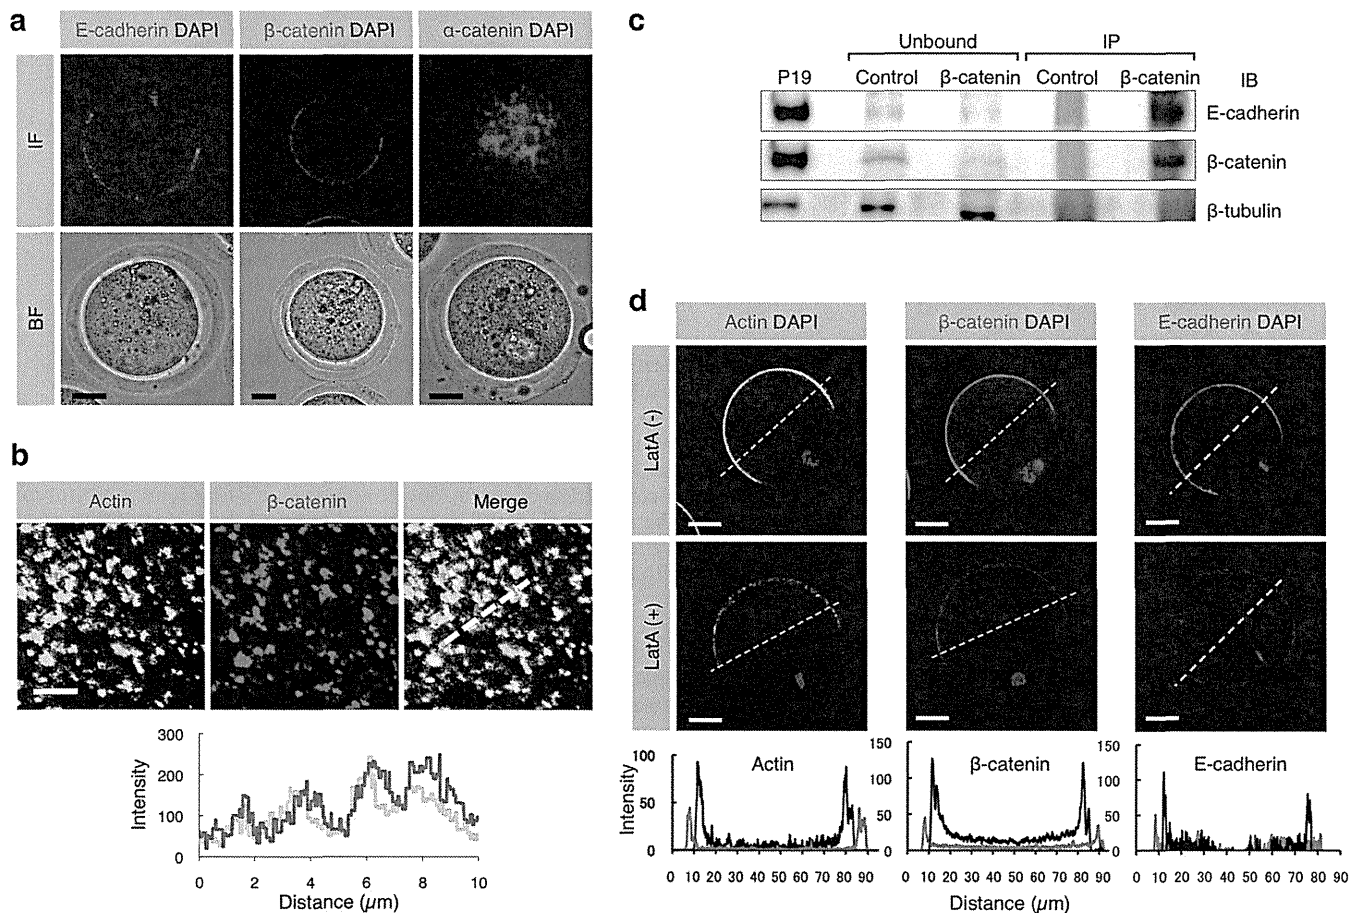 a
E-cadherin DAPI β-catenin DAPI α-catenin DAPI
IF
BF
b
Actin β-catenin Merge
300
200
100
0
Intensity
0 2 4 6 8 10
Distance (μm)
c
Unbound IP
P19 Control β-catenin Control β-catenin IB
E-cadherin
β-catenin
β-tubulin
d
Actin DAPI β-catenin DAPI E-cadherin DAPI
LatA (-)
LatA (+)
Actin β-catenin E-cadherin
100
50
0
150
100
50
0
150
100
50
0
Intensity
0 10 20 30 40 50 60 70 80 90 0 10 20 30 40 50 60 70 80 90 0 10 20 30 40 50 60 70 80 90
Distance (μm)